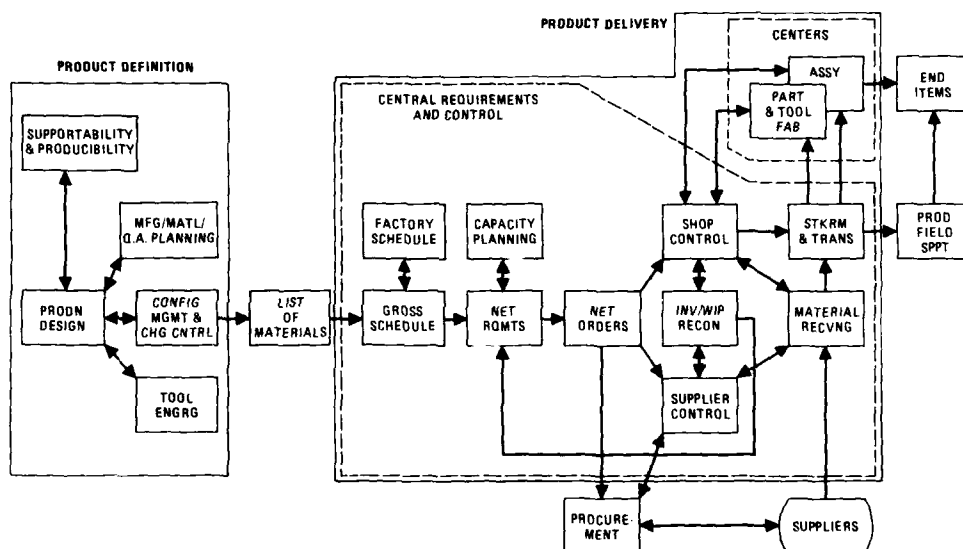 PRODUCT DELIVERY
CENTERS
PRODUCT DEFINITION
ASSY
END
ITEMS
CENTRAL REQUIREMENTS
AND CONTROL
PART
& TOOL
FAB
SUPPORTABILITY
& PRODUCIBILITY
MFG/MATL/
Q.A. PLANNING
FACTORY
SCHEDULE
CAPACITY
PLANNING
SHOP
CONTROL
STKRM
& TRANS
PROD
FIELD
SPPT
PRODN DESIGN
CONFIG
MGMT &
CHG CNTRL
LIST
OF
MATERIALS
GROSS
SCHEDULE
NET
RQMTS
NET
ORDERS
INV/WIP
RECON
MATERIAL
RECVNG
TOOL
ENGRG
SUPPLIER
CONTROL
PROCURE-
MENT
SUPPLIERS